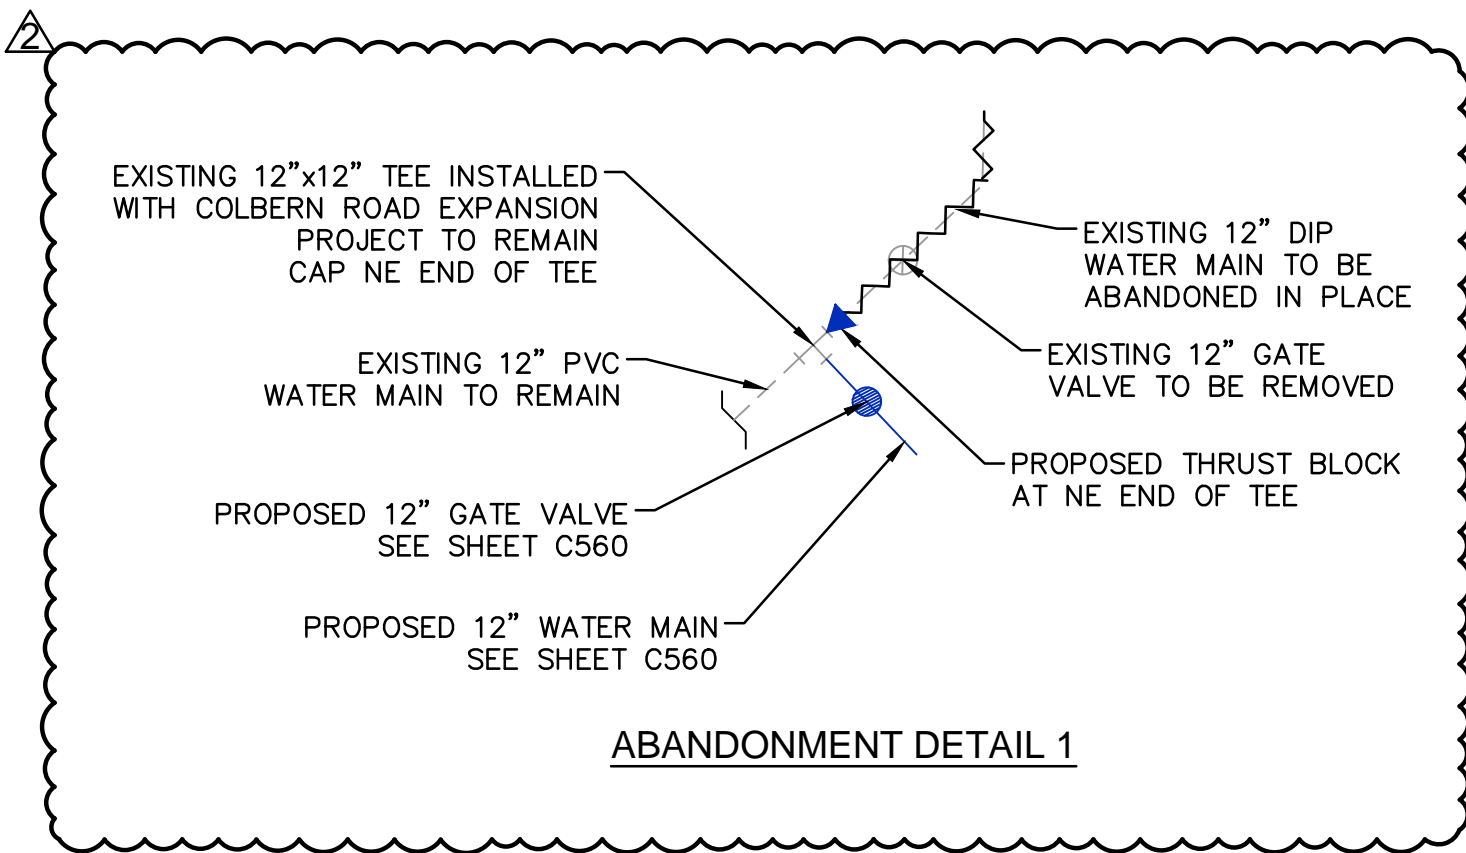 2
EXISTING 12”x12” TEE INSTALLED
WITH COLBERN ROAD EXPANSION
PROJECT TO REMAIN
CAP NE END OF TEE
EXISTING 12” DIP
WATER MAIN TO BE
ABANDONED IN PLACE
EXISTING 12” PVC
WATER MAIN TO REMAIN
EXISTING 12” GATE
VALVE TO BE REMOVED
PROPOSED THRUST BLOCK
AT NE END OF TEE
PROPOSED 12” GATE VALVE
SEE SHEET C560
PROPOSED 12” WATER MAIN
SEE SHEET C560
ABANDONMENT DETAIL 1